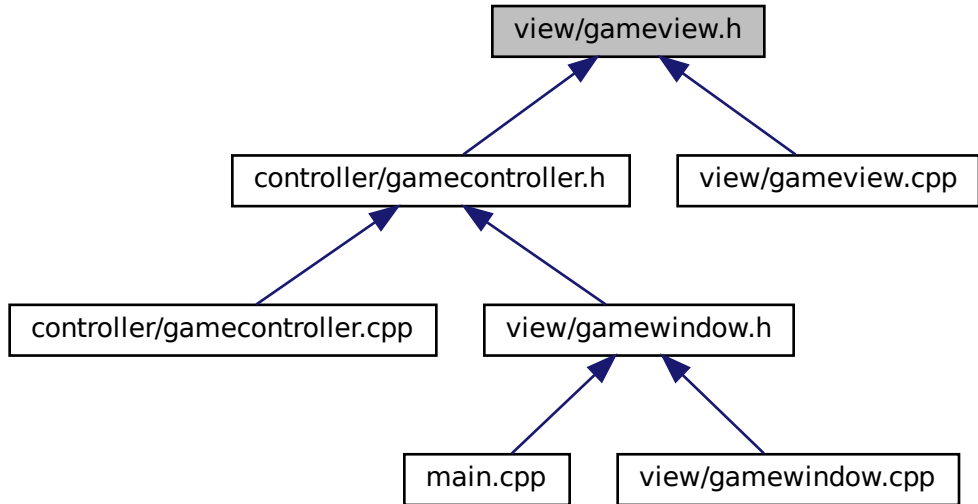 view/gameview.h
controller/gamecontroller.h
view/gameview.cpp
controller/gamecontroller.cpp
view/gamewindow.h
main.cpp
view/gamewindow.cpp